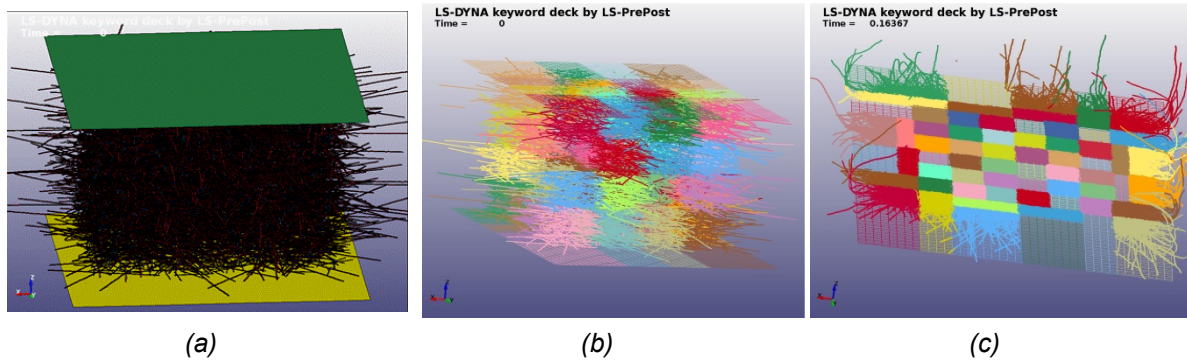 LS-DYNA keyword deck by LS-PrePost
Time = 0
LS-DYNA keyword deck by LS-PrePost
Time = 0
LS-DYNA keyword deck by LS-PrePost
Time = 0.16367
(a)
(b)
(c)